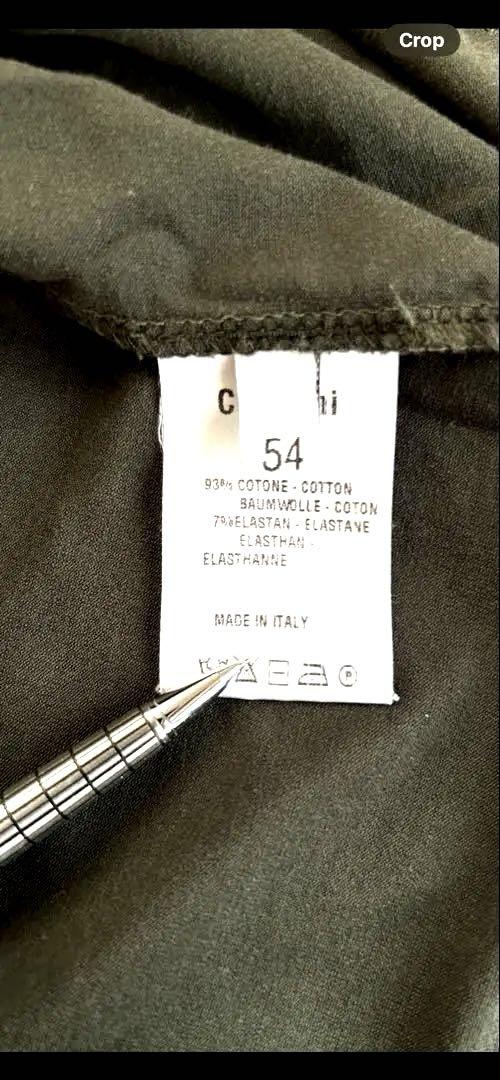 Crop
54
93% COTONE - COTTON
BAUMWOLLE - COTON
7%ELASTAN - ELASTANE
ELASTHAN -
ELASTHANNE
MADE IN ITALY
P